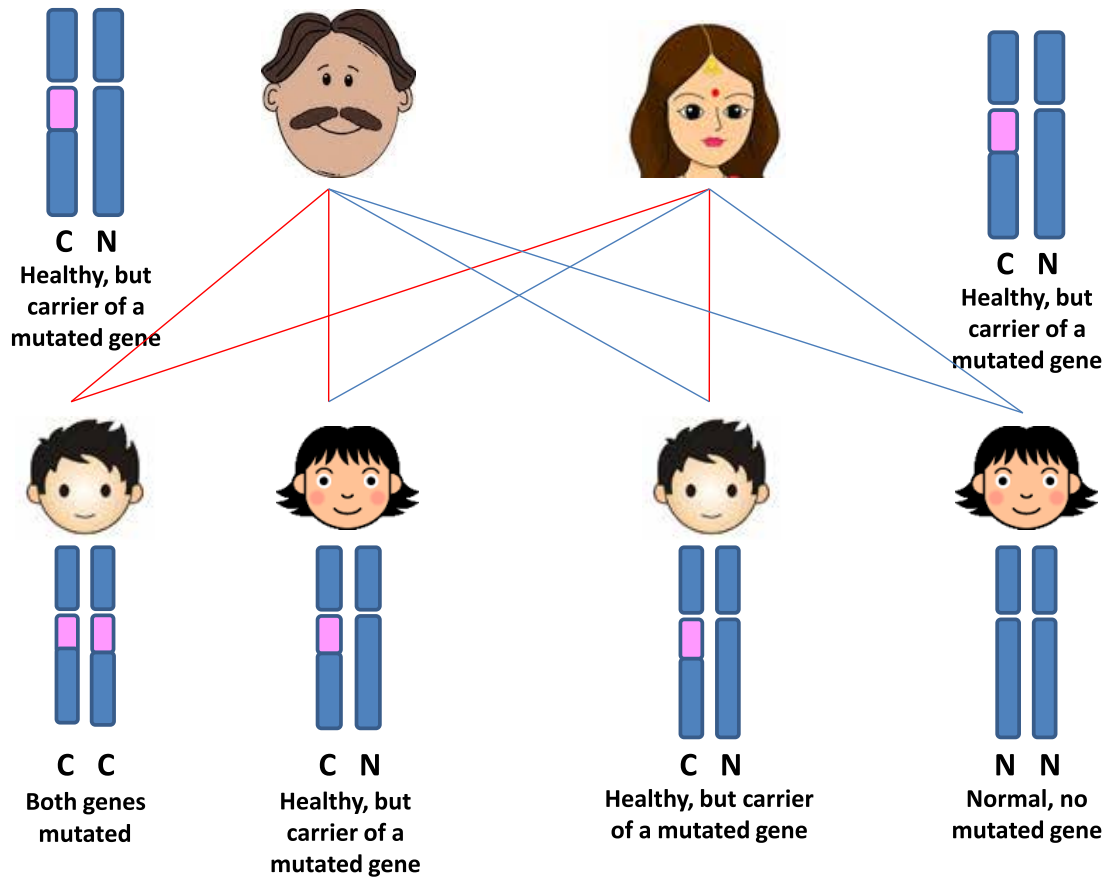 C N
Healthy, but
carrier of a
mutated gene
C N
Healthy, but
carrier of a
mutated gene
C C
Both genes
mutated
C N
Healthy, but
carrier of a
mutated gene
C N
Healthy, but carrier
of a mutated gene
N N
Normal, no
mutated gene